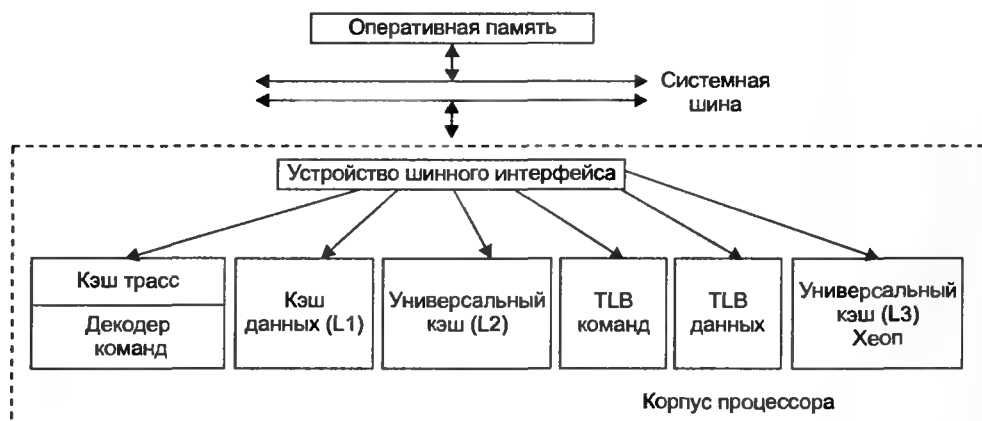 Оперативная память
Системная
шина
Устройство шинного интерфейса
Кэш трасс
Декодер
команд
Кэш
данных (L1)
Универсальный
кэш (L2)
TLB
команд
TLB
данных
Универсальный
кэш (L3)
Xeon
Корпус процессора